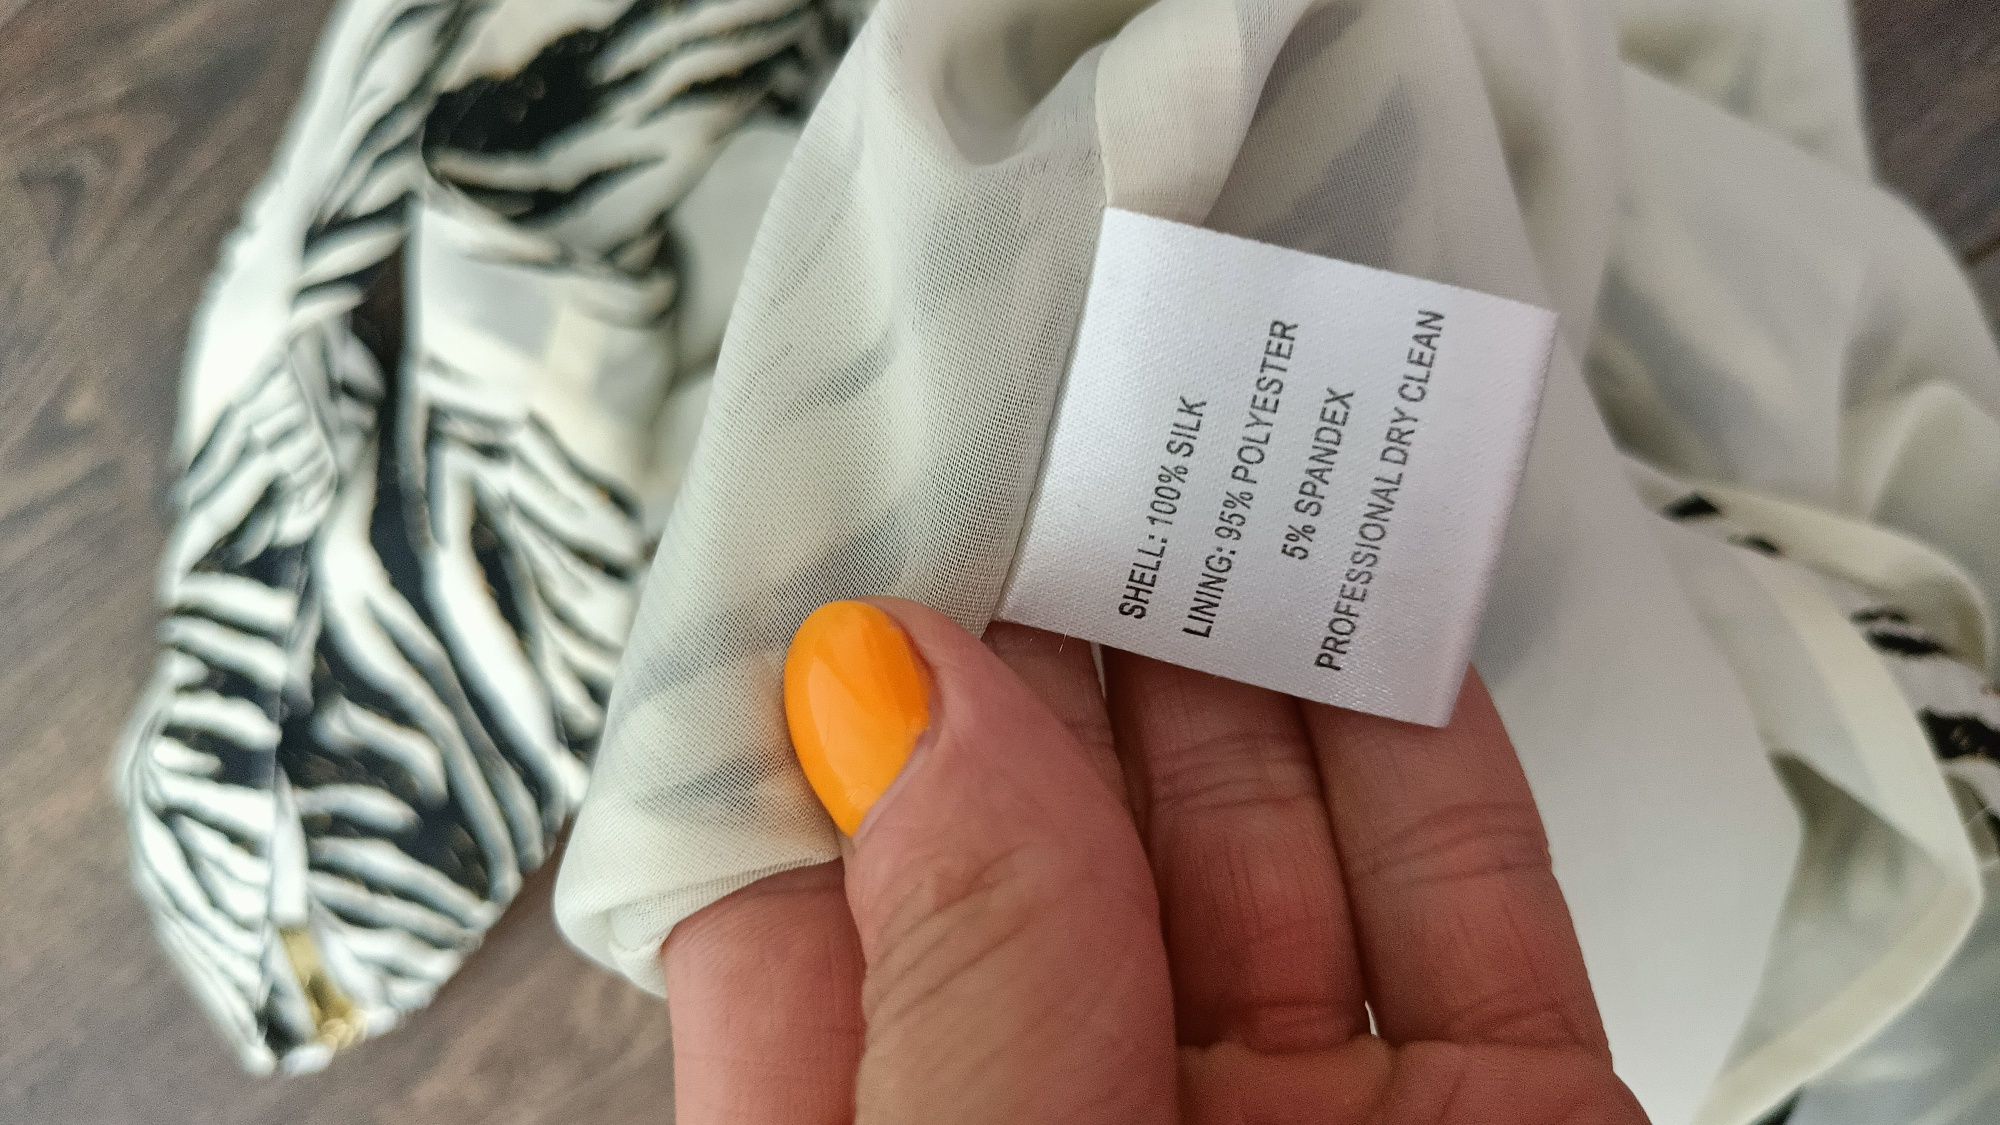 SHELL: 100% SILK
LINING: 95% POLYESTER
5% SPANDEX
PROFESSIONAL DRY CLEAN